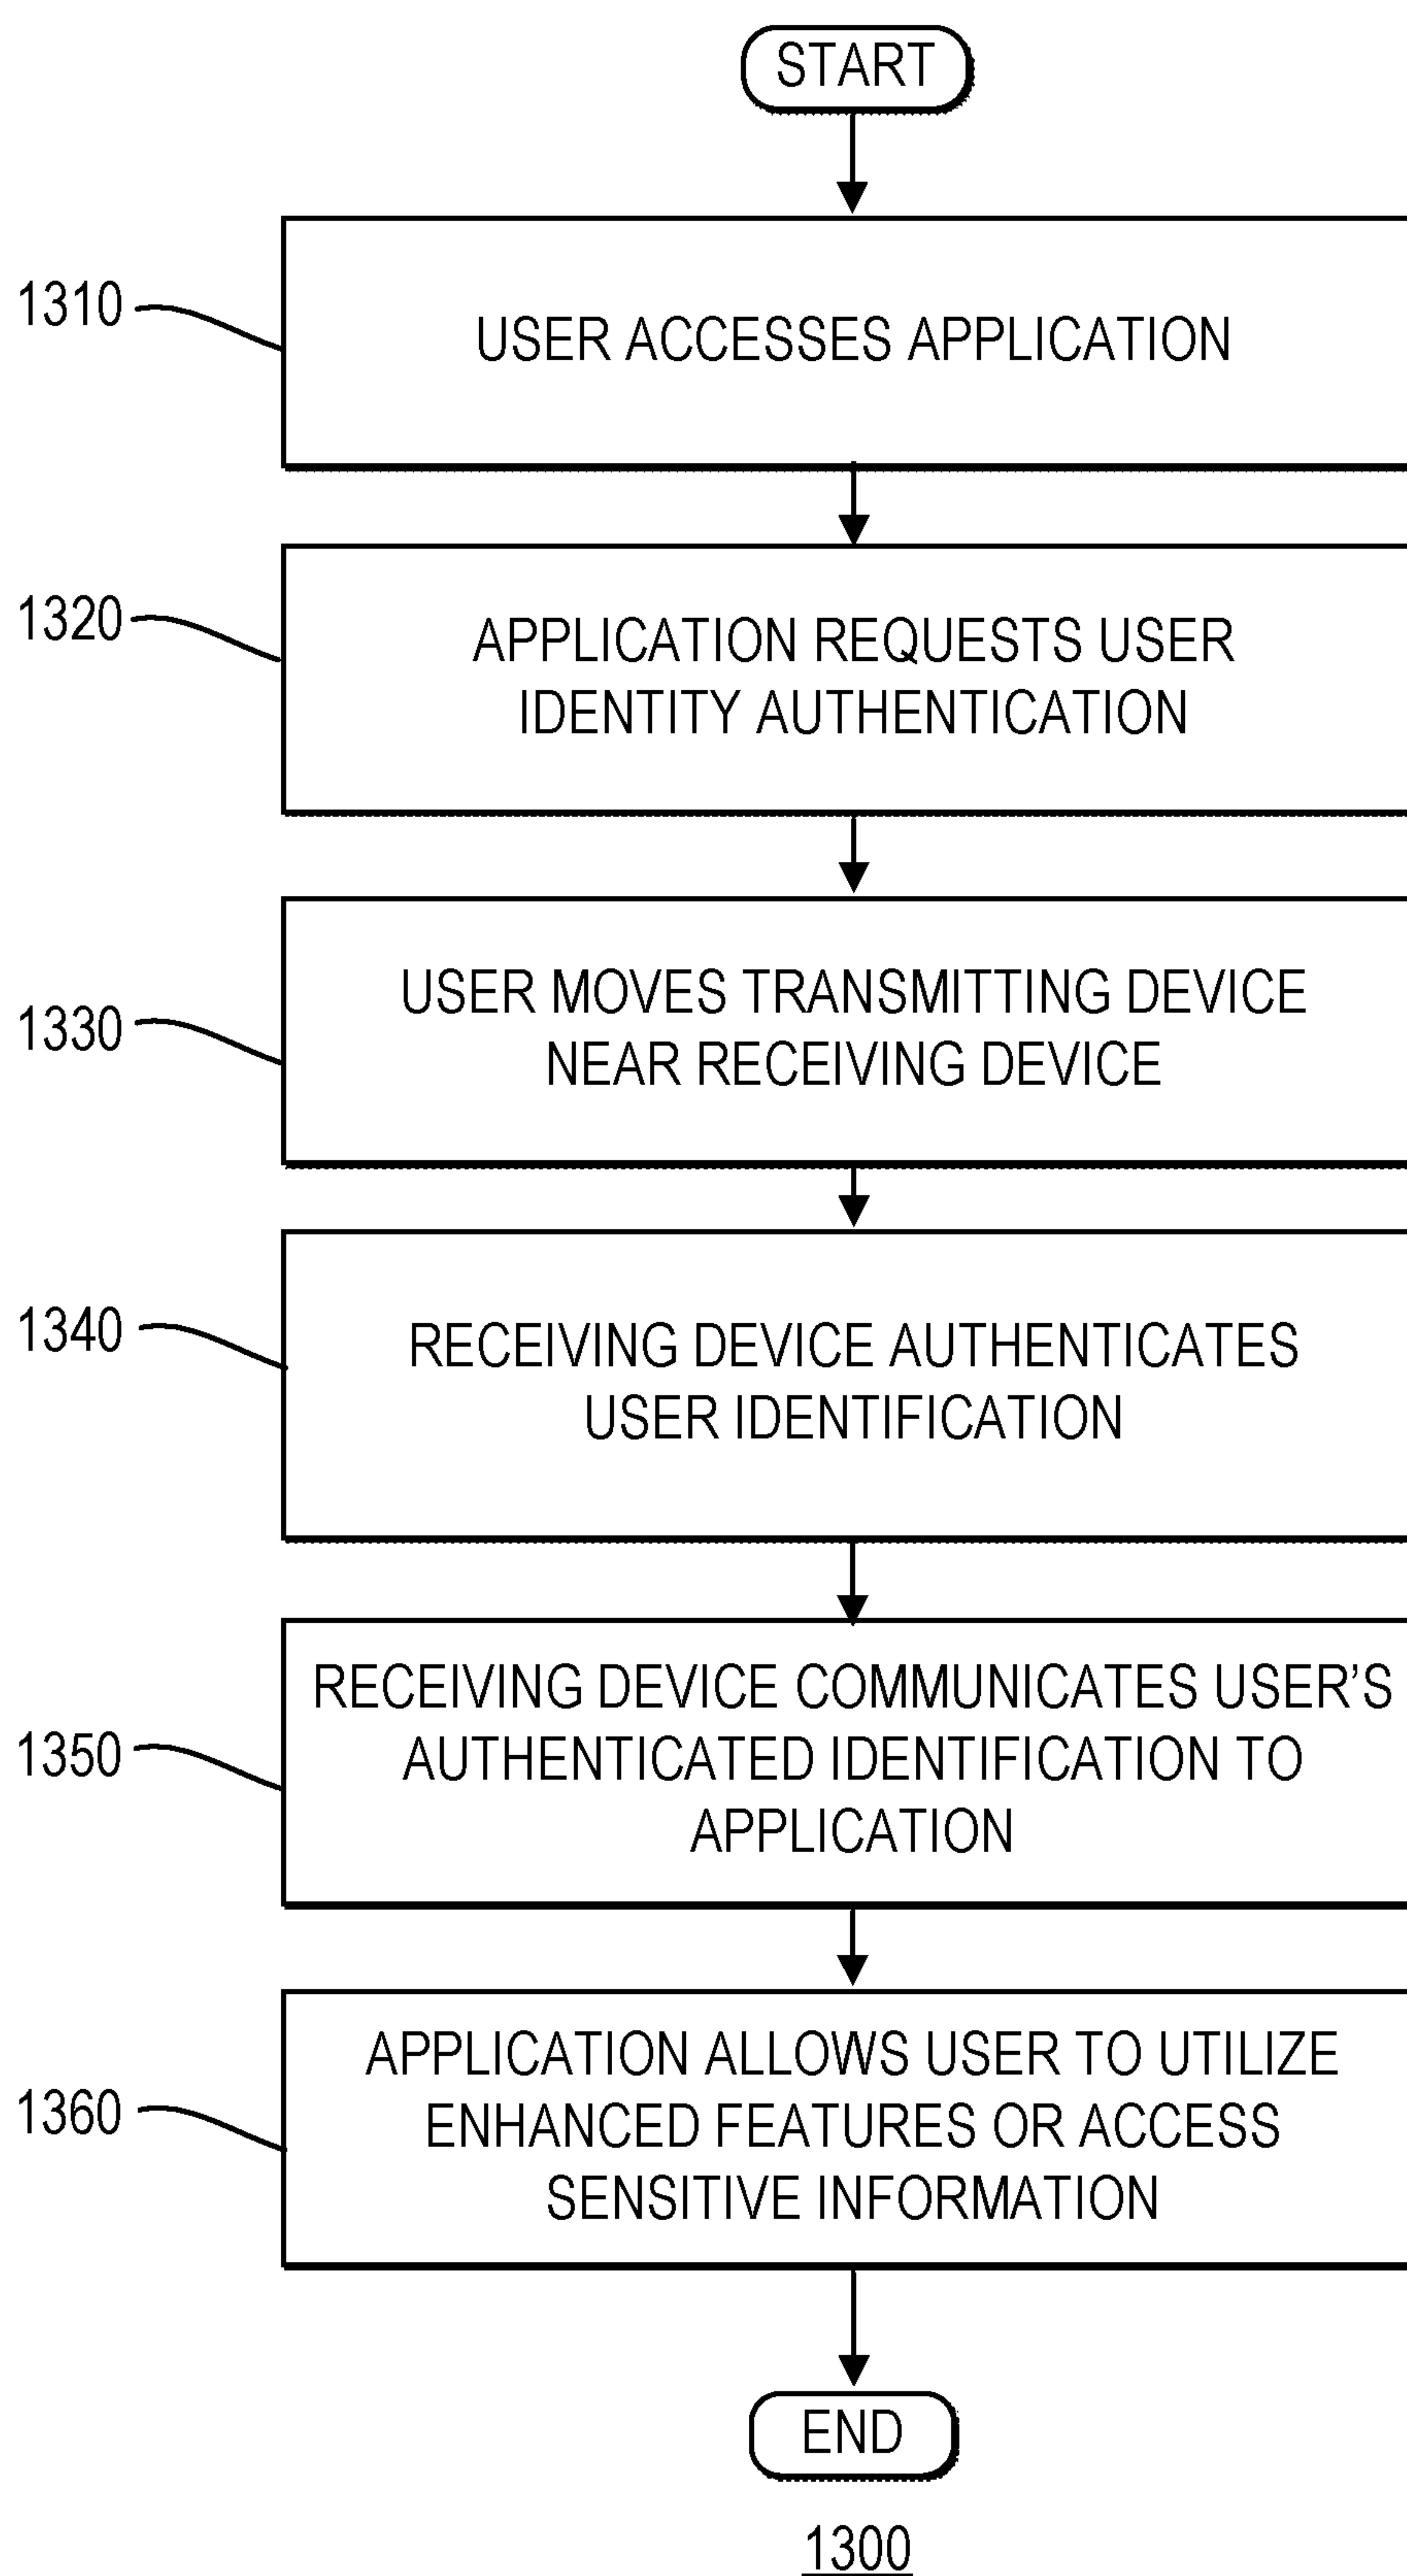 START
1310
USER ACCESSES APPLICATION
1320
APPLICATION REQUESTS USER
IDENTITY AUTHENTICATION
1330
USER MOVES TRANSMITTING DEVICE
NEAR RECEIVING DEVICE
1340
RECEIVING DEVICE AUTHENTICATES
USER IDENTIFICATION
1350
RECEIVING DEVICE COMMUNICATES USER’S
AUTHENTICATED IDENTIFICATION TO
APPLICATION
1360
APPLICATION ALLOWS USER TO UTILIZE
ENHANCED FEATURES OR ACCESS
SENSITIVE INFORMATION
END
1300